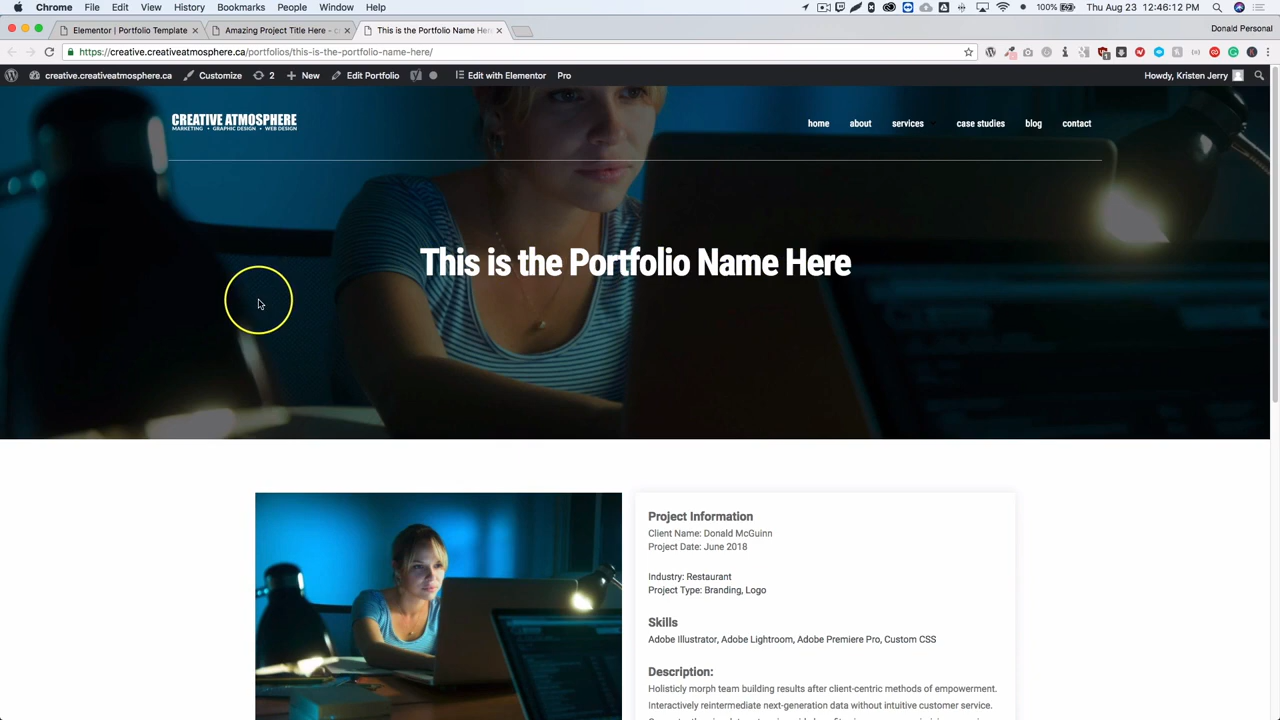 Chrome File Edit View History Bookmarks People Window Help 100% Thu Aug 23 2:46:12 PM
Elementor | Portfolio Template Amazing Project Title Here - This is the Portfolio Name Here Donald Personal
https://creative.creativeatmosphere.ca/portfolios/this-is-the-portfolio-name-here/
creative.creativeatmosphere.ca Customize 2 New Edit Portfolio Edit with Elementor Pro Howdy, Kristen Jerry
CREATIVE ATMOSPHERE
MARKETING • GRAPHIC DESIGN • WEB DESIGN
home about services case studies blog contact
This is the Portfolio Name Here
Project Information
Client Name: Donald McGuinn
Project Date: June 2018
Industry: Restaurant
Project Type: Branding, Logo
Skills
Adobe Illustrator, Adobe Lightroom, Adobe Premiere Pro, Custom CSS
Description:
Holisticly morph team building results after client-centric methods of empowerment.
Interactively reintermediate next-generation data without intuitive customer service.